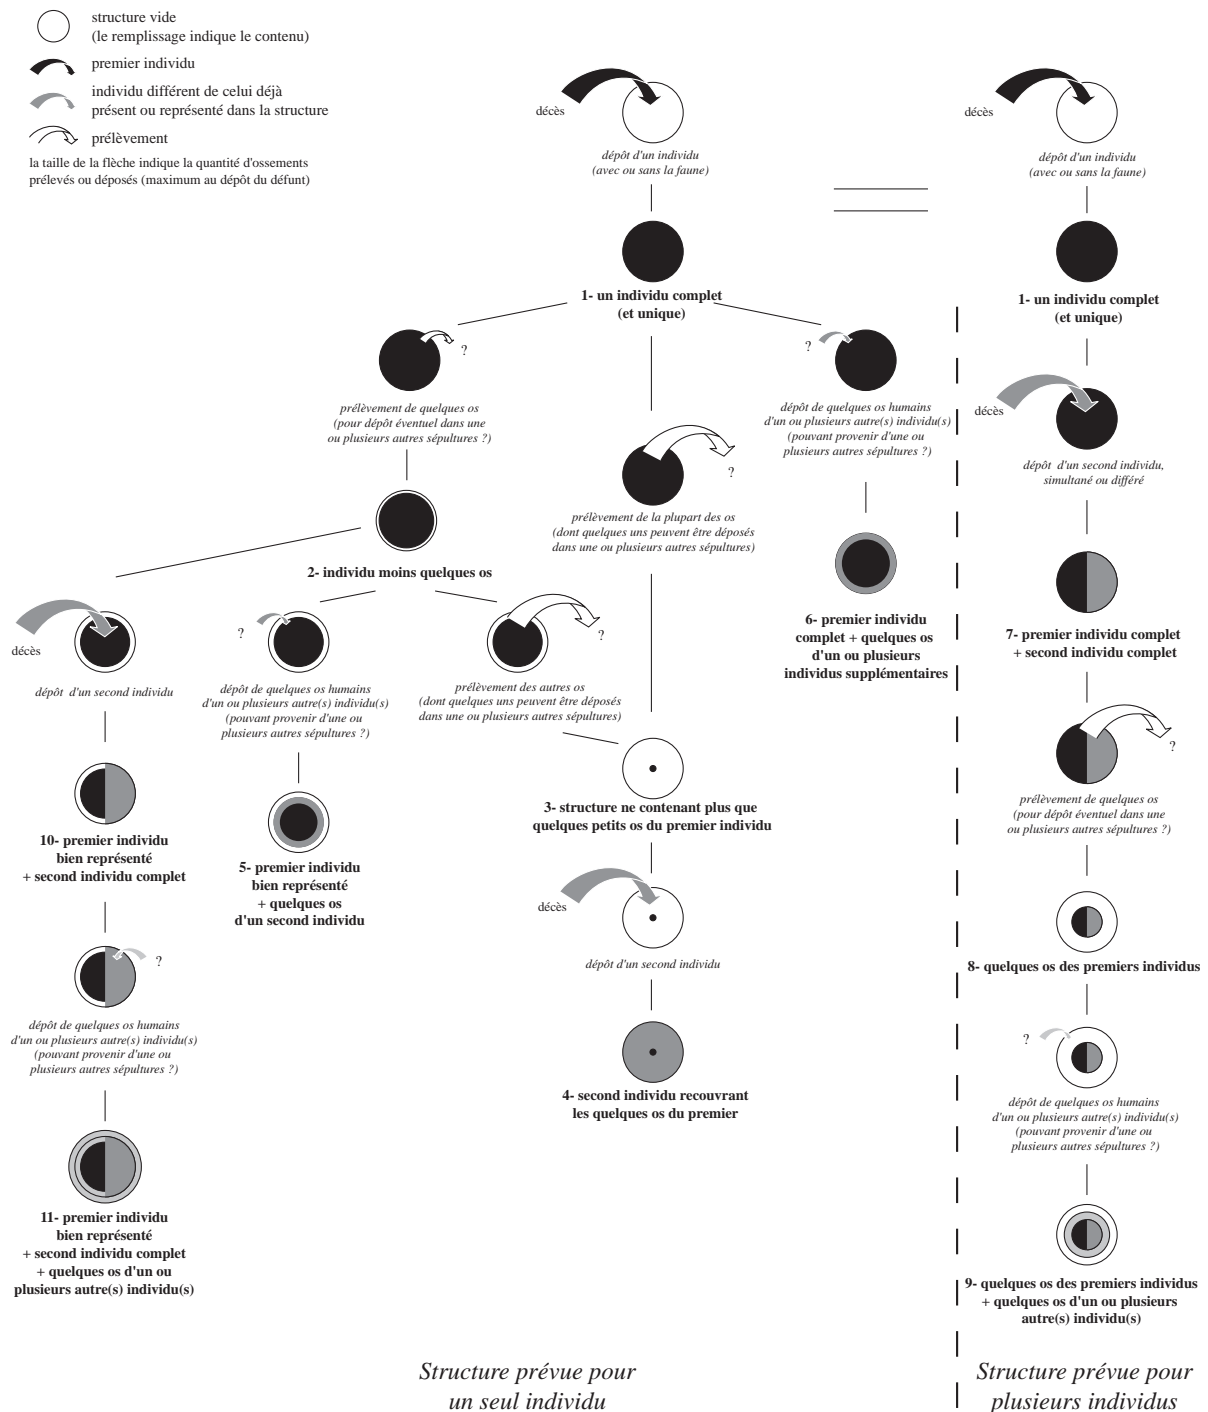 structure vide
(le remplissage indique le contenu)
premier individu
individu différent de celui déjà
présent ou représenté dans la structure
prélèvement
la taille de la flèche indique la quantité d'ossements
prélevés ou déposés (maximum au dépôt du défunt)
décès
dépôt d'un individu
(avec ou sans la faune)
1- un individu complet
(et unique)
?
prélèvement de quelques os
(pour dépôt éventuel dans une
ou plusieurs autres sépultures ?)
?
prélèvement de la plupart des os
(dont quelques uns peuvent être déposés
dans une ou plusieurs autres sépultures)
?
dépôt de quelques os humains
d'un ou plusieurs autre(s) individu(s)
(pouvant provenir d'une ou
plusieurs autres sépultures ?)
2- individu moins quelques os
6- premier individu
complet + quelques os
d'un ou plusieurs
individus supplémentaires
décès
dépôt d'un second individu
?
dépôt de quelques os humains
d'un ou plusieurs autre(s) individu(s)
(pouvant provenir d'une ou
plusieurs autres sépultures ?)
?
prélèvement des autres os
(dont quelques uns peuvent être déposés
dans une ou plusieurs autres sépultures)
3- structure ne contenant plus que
quelques petits os du premier individu
10- premier individu
bien représenté
+ second individu complet
5- premier individu
bien représenté
+ quelques os
d'un second individu
décès
dépôt d'un second individu
?
dépôt de quelques os humains
d'un ou plusieurs autre(s) individu(s)
(pouvant provenir d'une ou
plusieurs autres sépultures ?)
4- second individu recouvrant
les quelques os du premier
11- premier individu
bien représenté
+ second individu complet
+ quelques os d'un ou
plusieurs autre(s) individu(s)
Structure prévue pour
un seul individu
décès
dépôt d'un individu
(avec ou sans la faune)
1- un individu complet
(et unique)
décès
dépôt d'un second individu,
simultané ou différé
7- premier individu complet
+ second individu complet
?
prélèvement de quelques os
(pour dépôt éventuel dans une
ou plusieurs autres sépultures ?)
8- quelques os des premiers individus
?
dépôt de quelques os humains
d'un ou plusieurs autre(s) individu(s)
(pouvant provenir d'une ou
plusieurs autres sépultures ?)
9- quelques os des premiers individus
+ quelques os d'un ou plusieurs
autre(s) individu(s)
Structure prévue pour
plusieurs individus